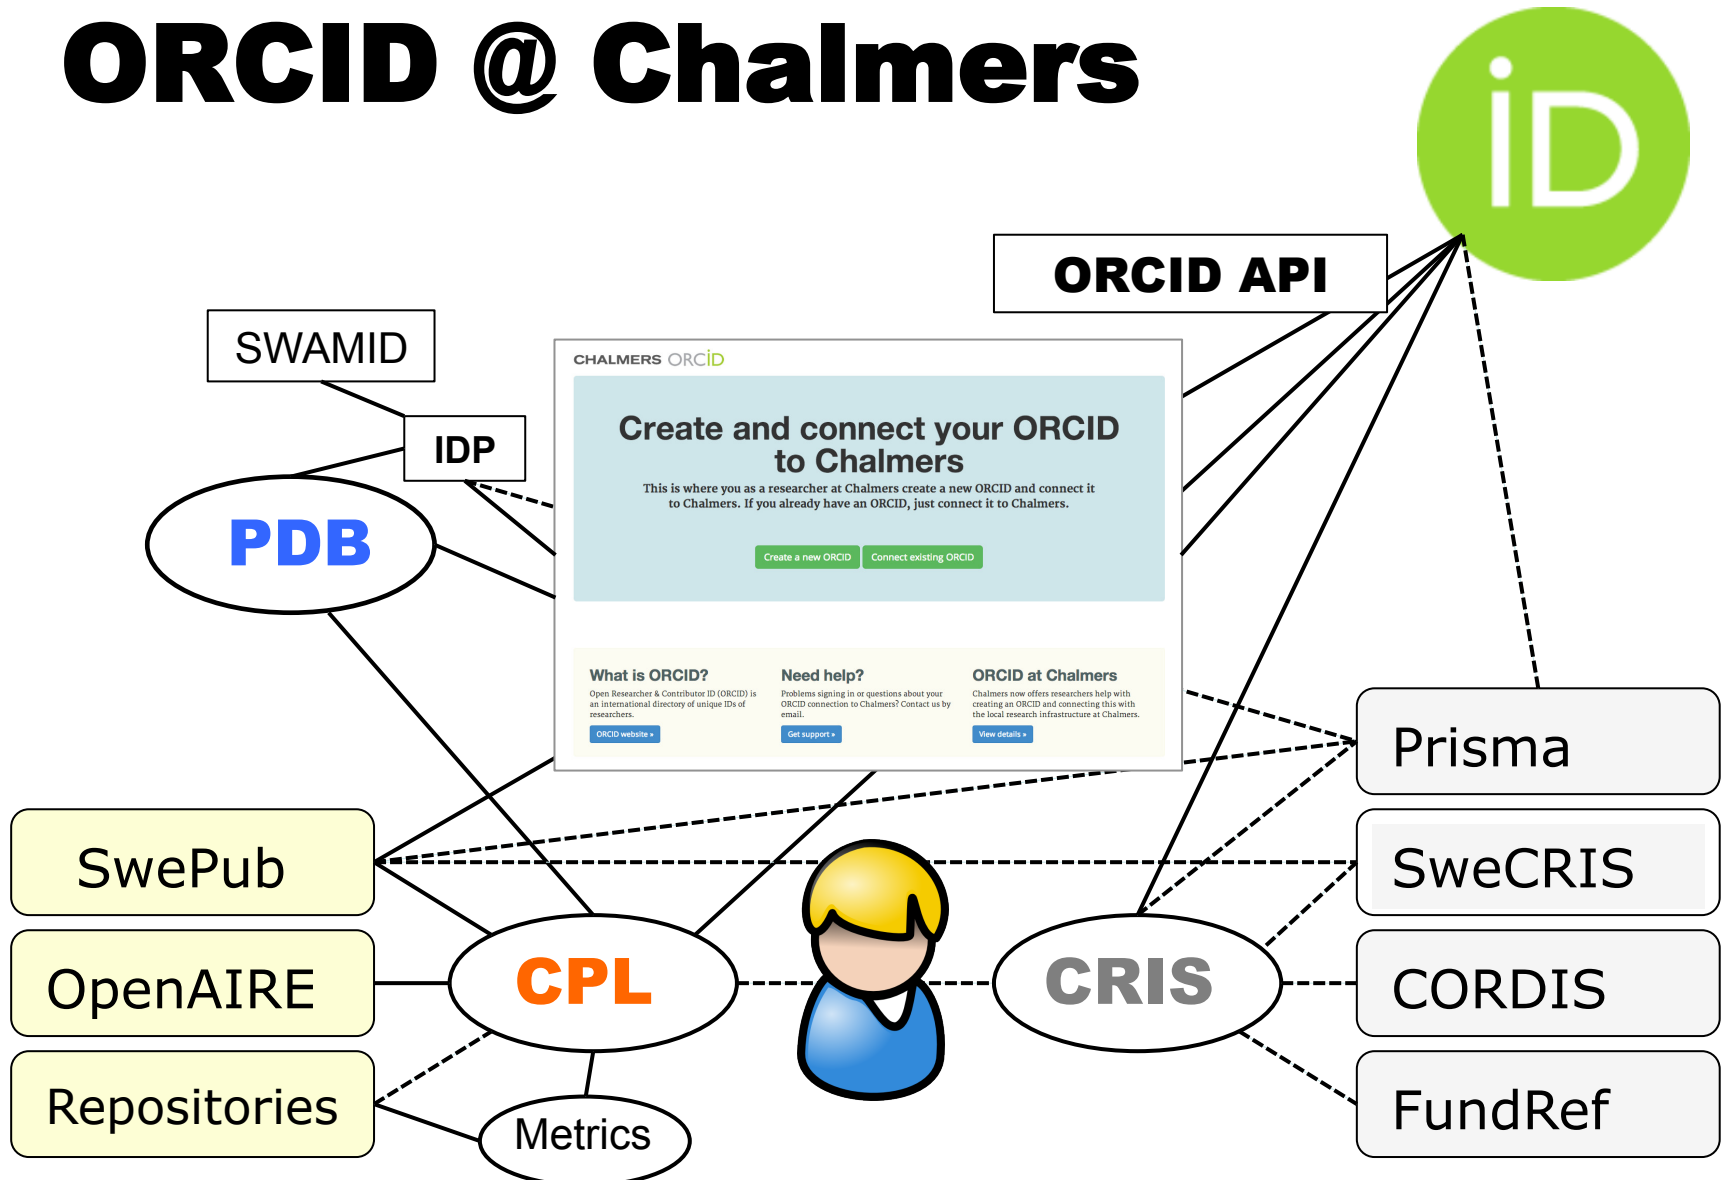 ORCID @ Chalmers
iD
ORCID API
SWAMID
IDP
PDB
CHALMERS ORCiD
Create and connect your ORCID
to Chalmers
This is where you as a researcher at Chalmers create a new ORCID and connect it
to Chalmers. If you already have an ORCID, just connect it to Chalmers.
Create a new ORCID
Connect existing ORCID
What is ORCID?
Open Researcher & Contributor ID (ORCID) is
an international directory of unique IDs of
researchers.
ORCID website »
Need help?
Problems signing in or questions about your
ORCID connection to Chalmers? Contact us by
email.
Get support »
ORCID at Chalmers
Chalmers now offers researchers help with
creating an ORCID and connecting this with
the local research infrastructure at Chalmers.
View details »
Prisma
SwePub
SweCRIS
OpenAIRE
CPL
CRIS
CORDIS
Repositories
Metrics
FundRef